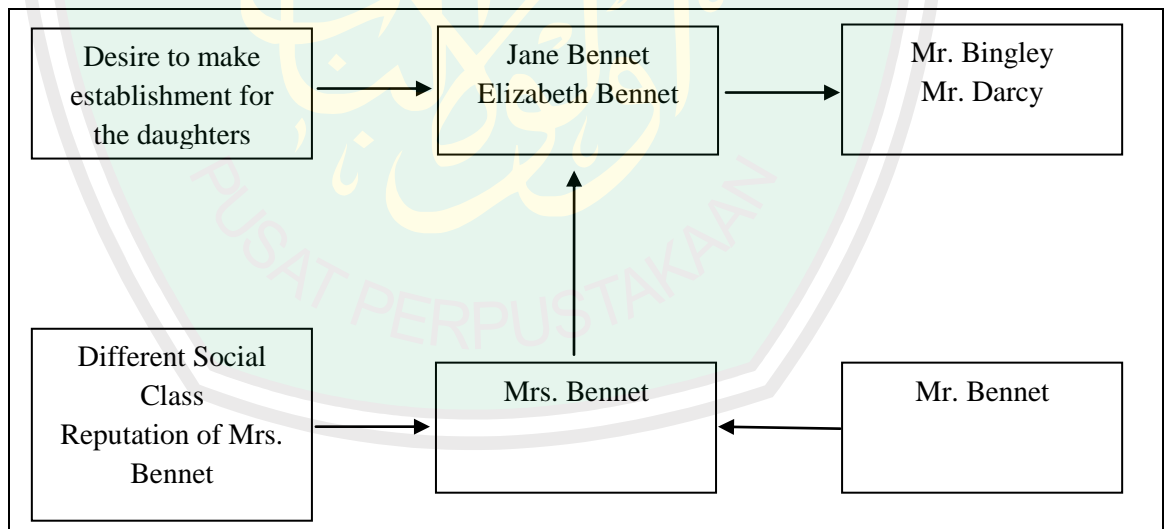 Desire to make
establishment for
the daughters
Jane Bennet
Elizabeth Bennet
Mr. Bingley
Mr. Darcy
Different Social
Class
Reputation of Mrs.
Bennet
Mrs. Bennet
Mr. Bennet
PUSAT PERPUSTAKAAN